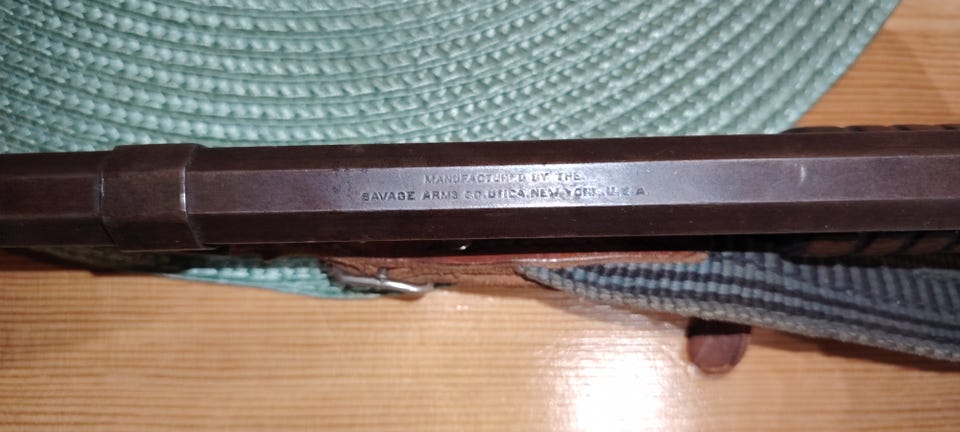 MANUFACTURED BY THE
SAVAGE ARMS CO. UTICA, NEW YORK, U.S.A.